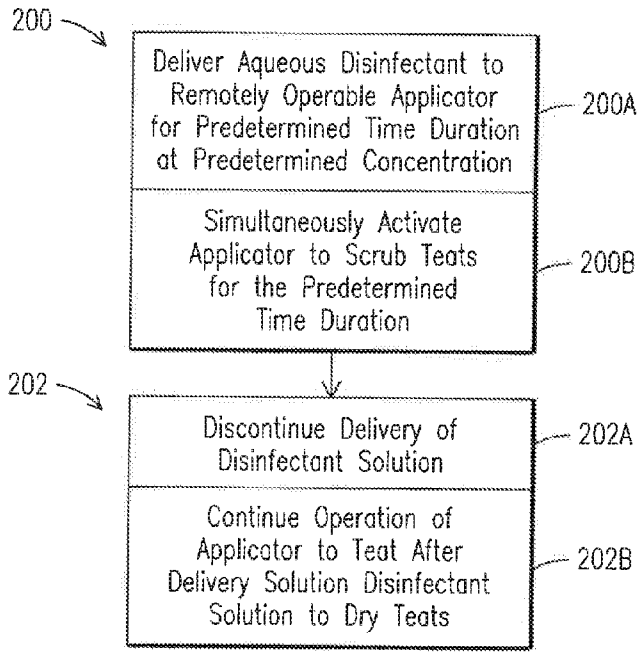 200
Deliver Aqueous Disinfectant to
Remotely Operable Applicator
for Predetermined Time Duration
at Predetermined Concentration
200A
Simultaneously Activate
Applicator to Scrub Teats
for the Predetermined
Time Duration
200B
202
Discontinue Delivery of
Disinfectant Solution
202A
Continue Operation of
Applicator to Teat After
Delivery Solution Disinfectant
Solution to Dry Teats
202B